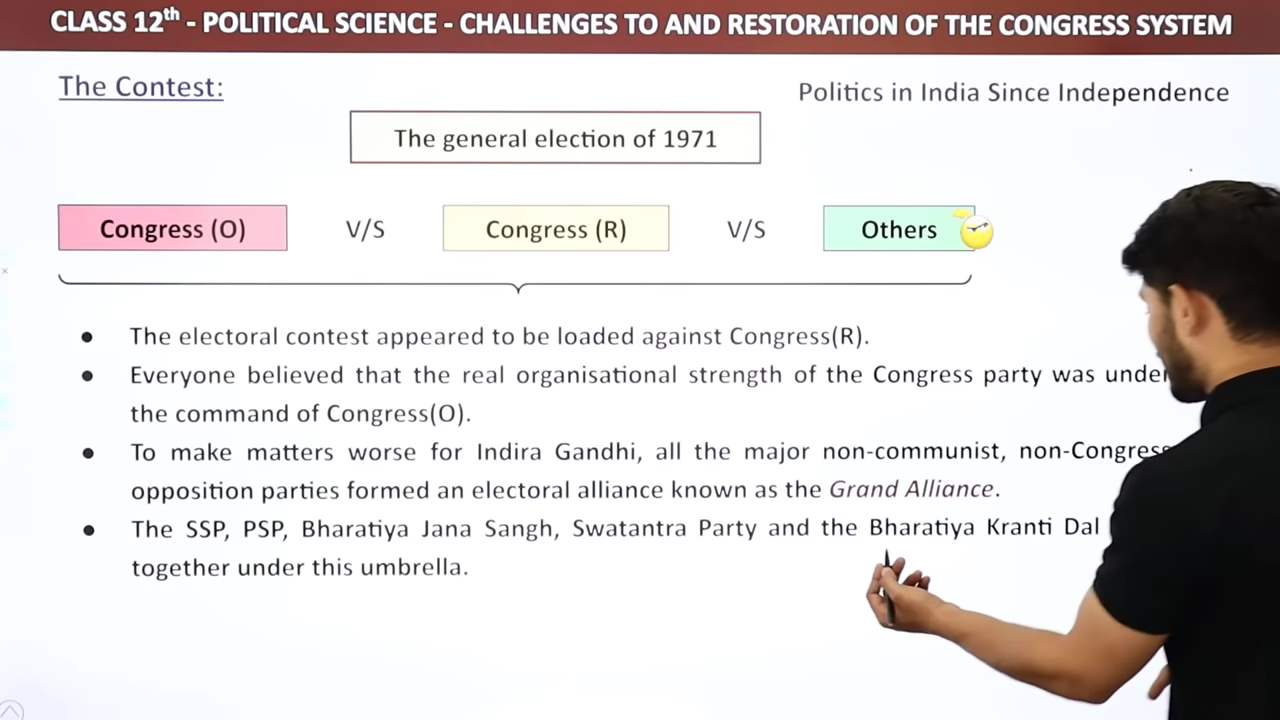 CLASS 12th - POLITICAL SCIENCE - CHALLENGES TO AND RESTORATION OF THE CONGRESS SYSTEM
The Contest:
Politics in India Since Independence
The general election of 1971
Congress (O) V/S Congress (R) V/S Others
● The electoral contest appeared to be loaded against Congress(R).
● Everyone believed that the real organisational strength of the Congress party was
the command of Congress(O).
● To make matters worse for Indira Gandhi, all the major non-communist,
opposition parties formed an electoral alliance known as the Grand Alliance.
● The SSP, PSP, Bharatiya Jana Sangh, Swatantra Party and the Bharatiya Kranti Dal
together under this umbrella.